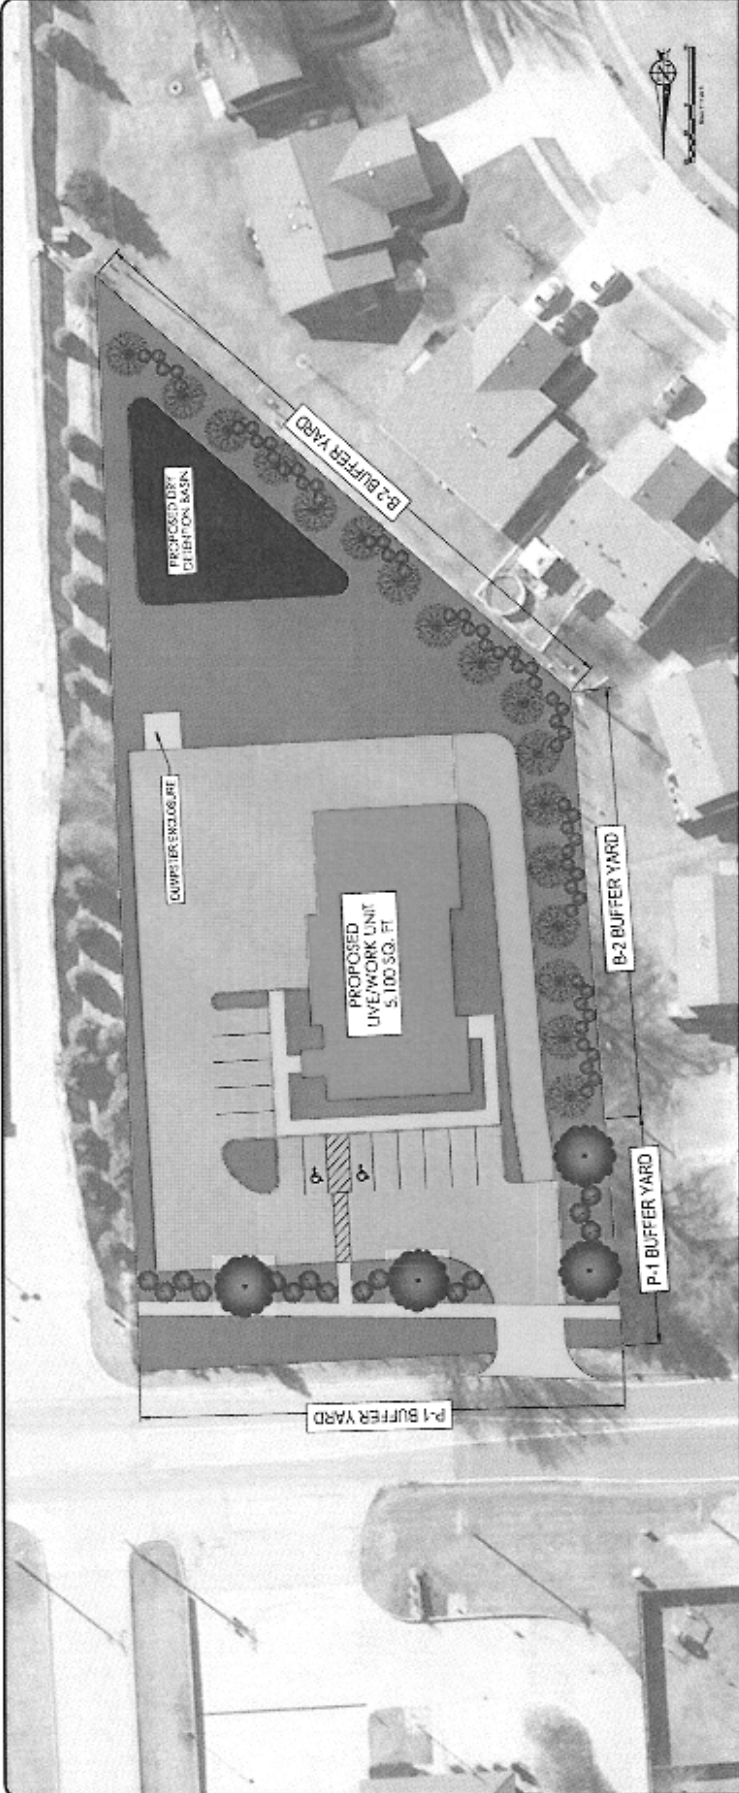 B-2 BUFFER YARD
PROPOSED DRY
DETENTION BASIN
DUMPSTER ENCLOSURE
PROPOSED
LIVE/WORK UNIT
5,100 SQ. FT.
B-2 BUFFER YARD
P-1 BUFFER YARD
P-1 BUFFER YARD